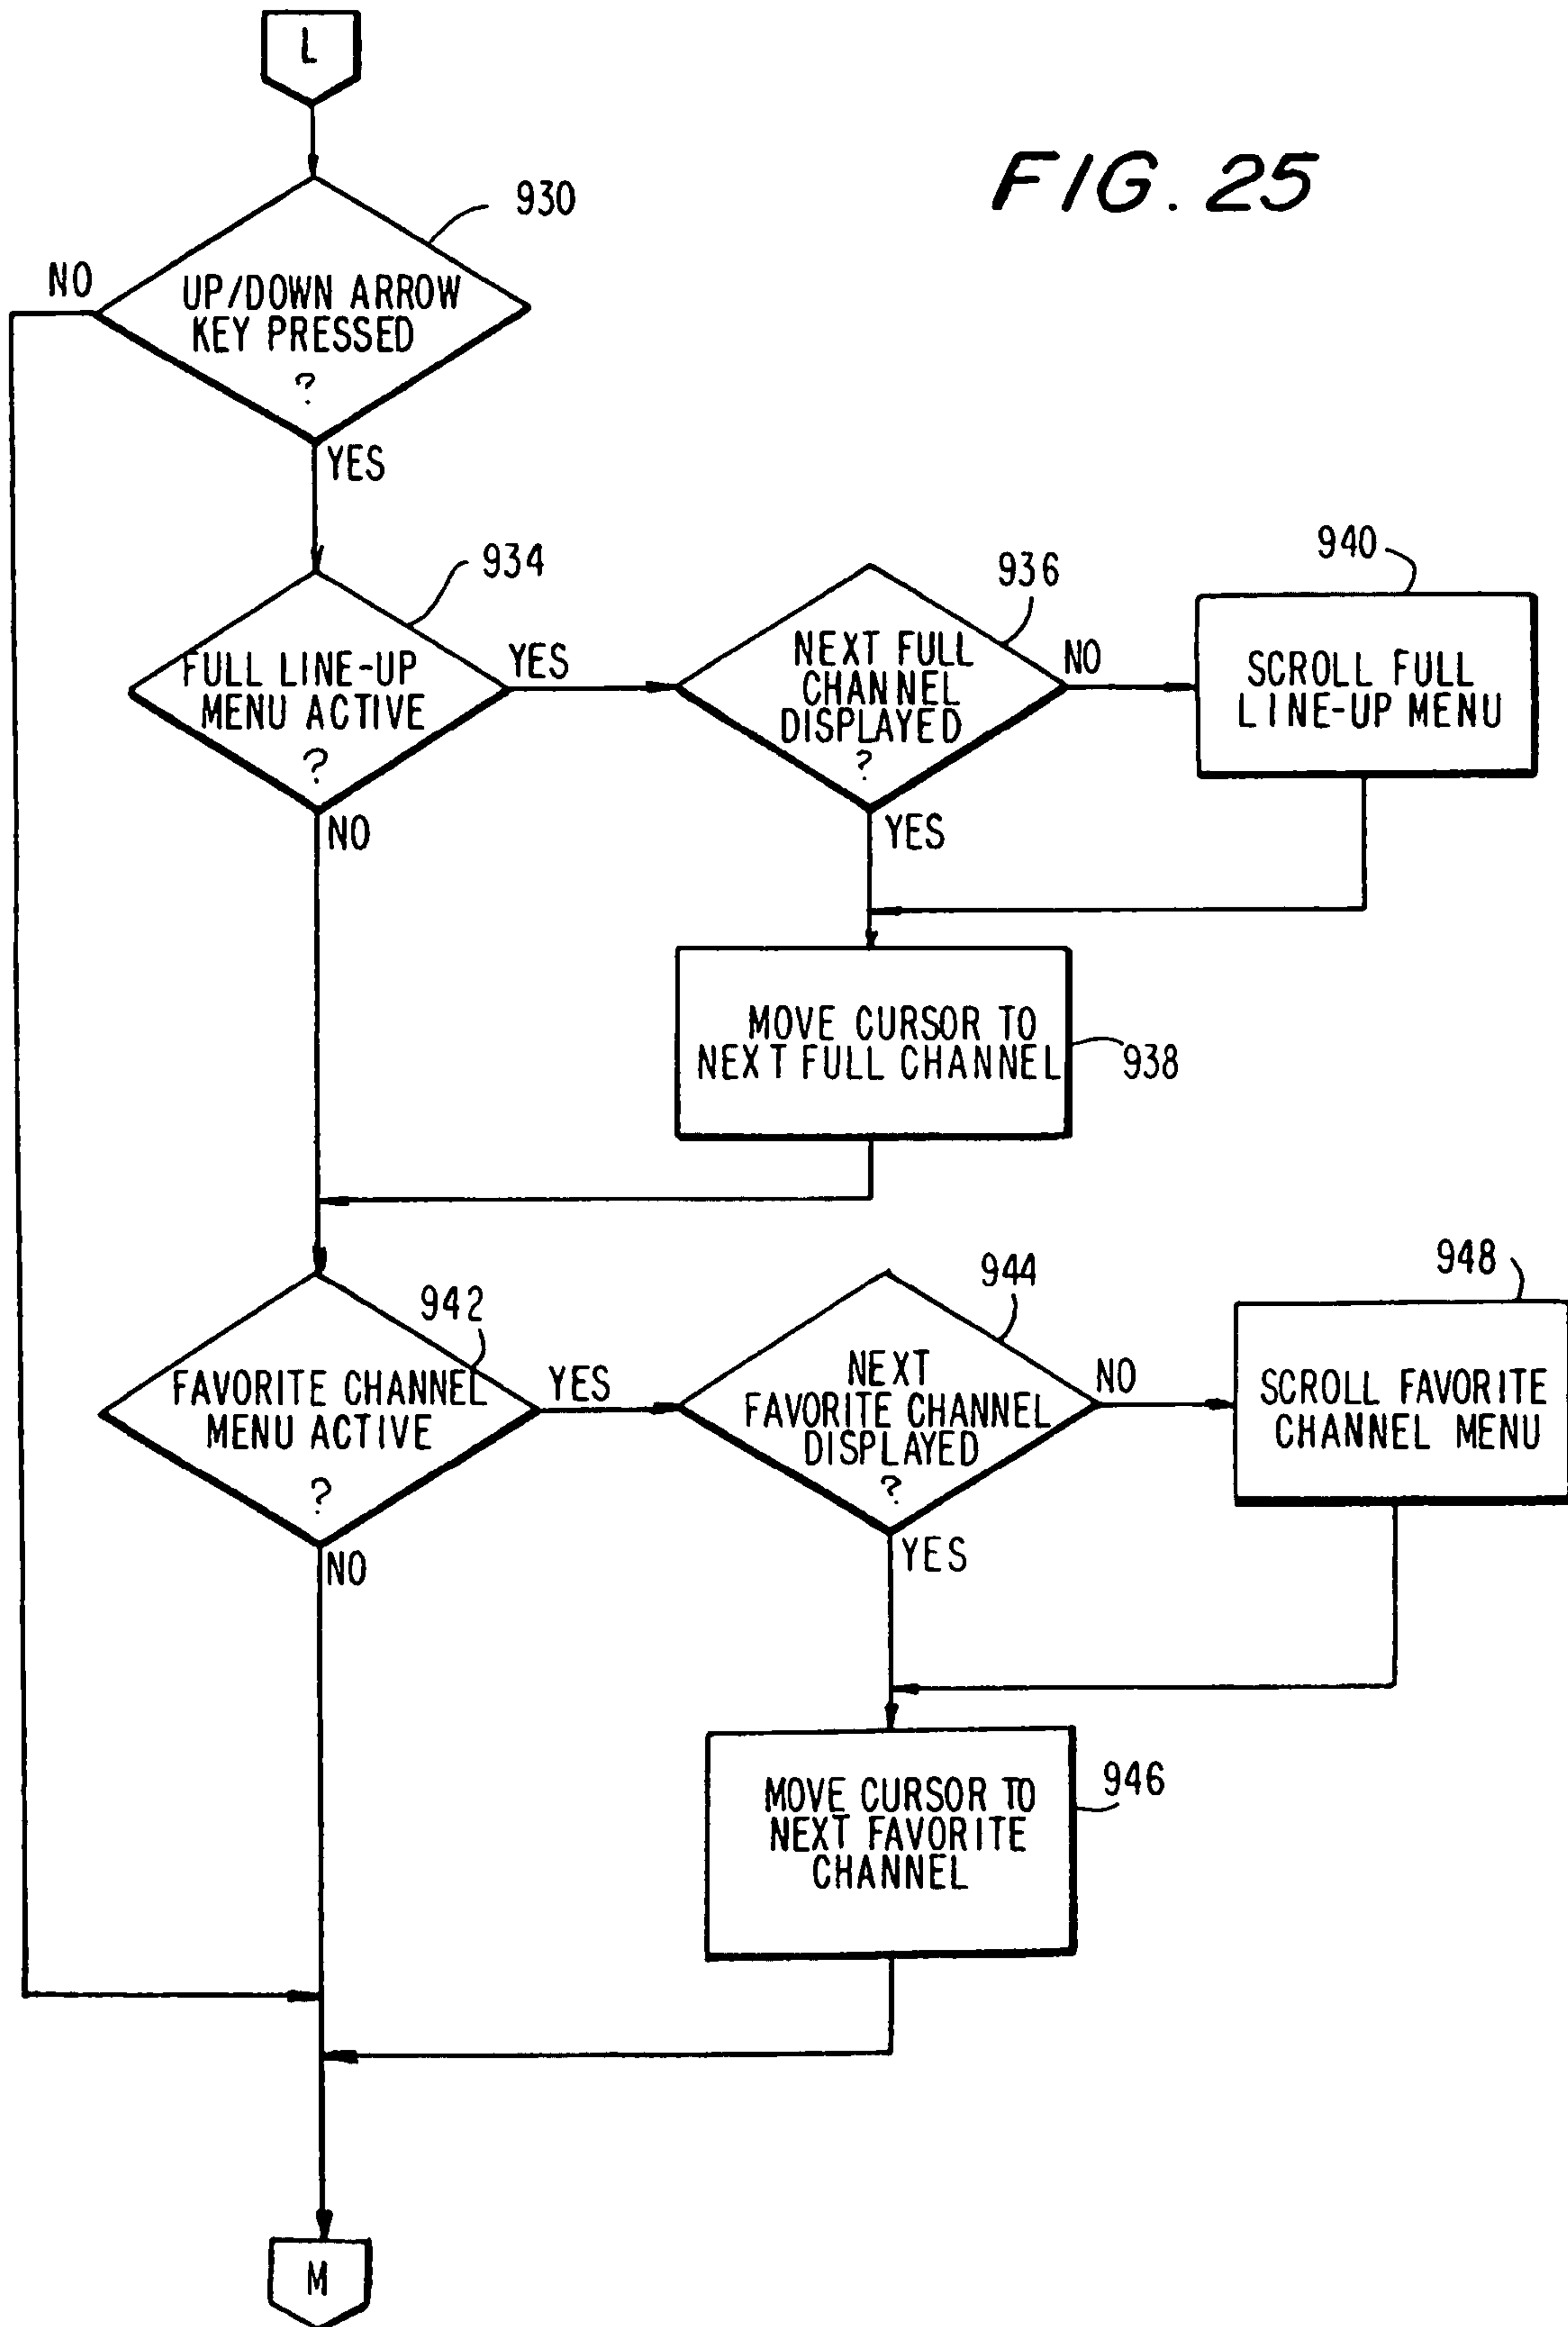 L
FIG. 25
930
NO
UP/DOWN ARROW
KEY PRESSED
?
YES
934
FULL LINE-UP
MENU ACTIVE
?
YES
NO
936
NEXT FULL
CHANNEL
DISPLAYED
?
NO
YES
940
SCROLL FULL
LINE-UP MENU
MOVE CURSOR TO
NEXT FULL CHANNEL
938
942
FAVORITE CHANNEL
MENU ACTIVE
?
YES
NO
944
NEXT
FAVORITE CHANNEL
DISPLAYED
?
NO
YES
948
SCROLL FAVORITE
CHANNEL MENU
MOVE CURSOR TO
NEXT FAVORITE
CHANNEL
946
M